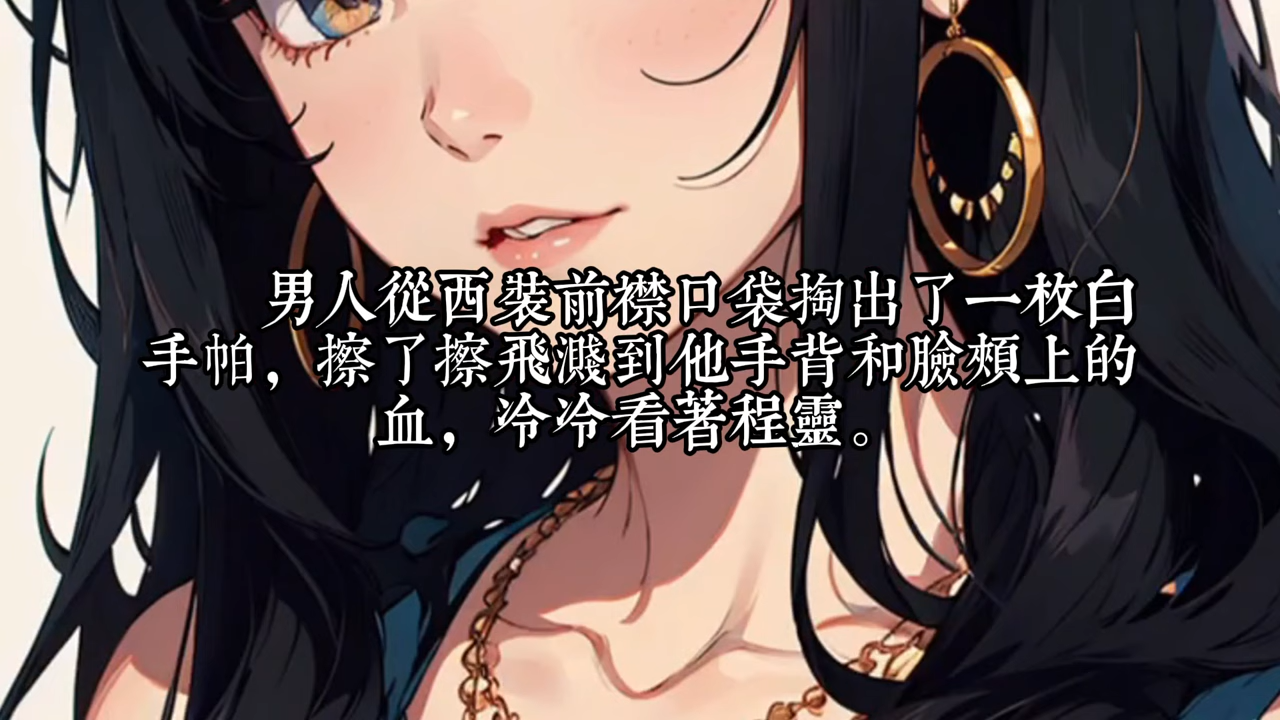 男人從西裝前襟口袋掏出了一枚白
手帕，擦了擦飛濺到他手背和臉頰上的
血，冷冷看著程靈。